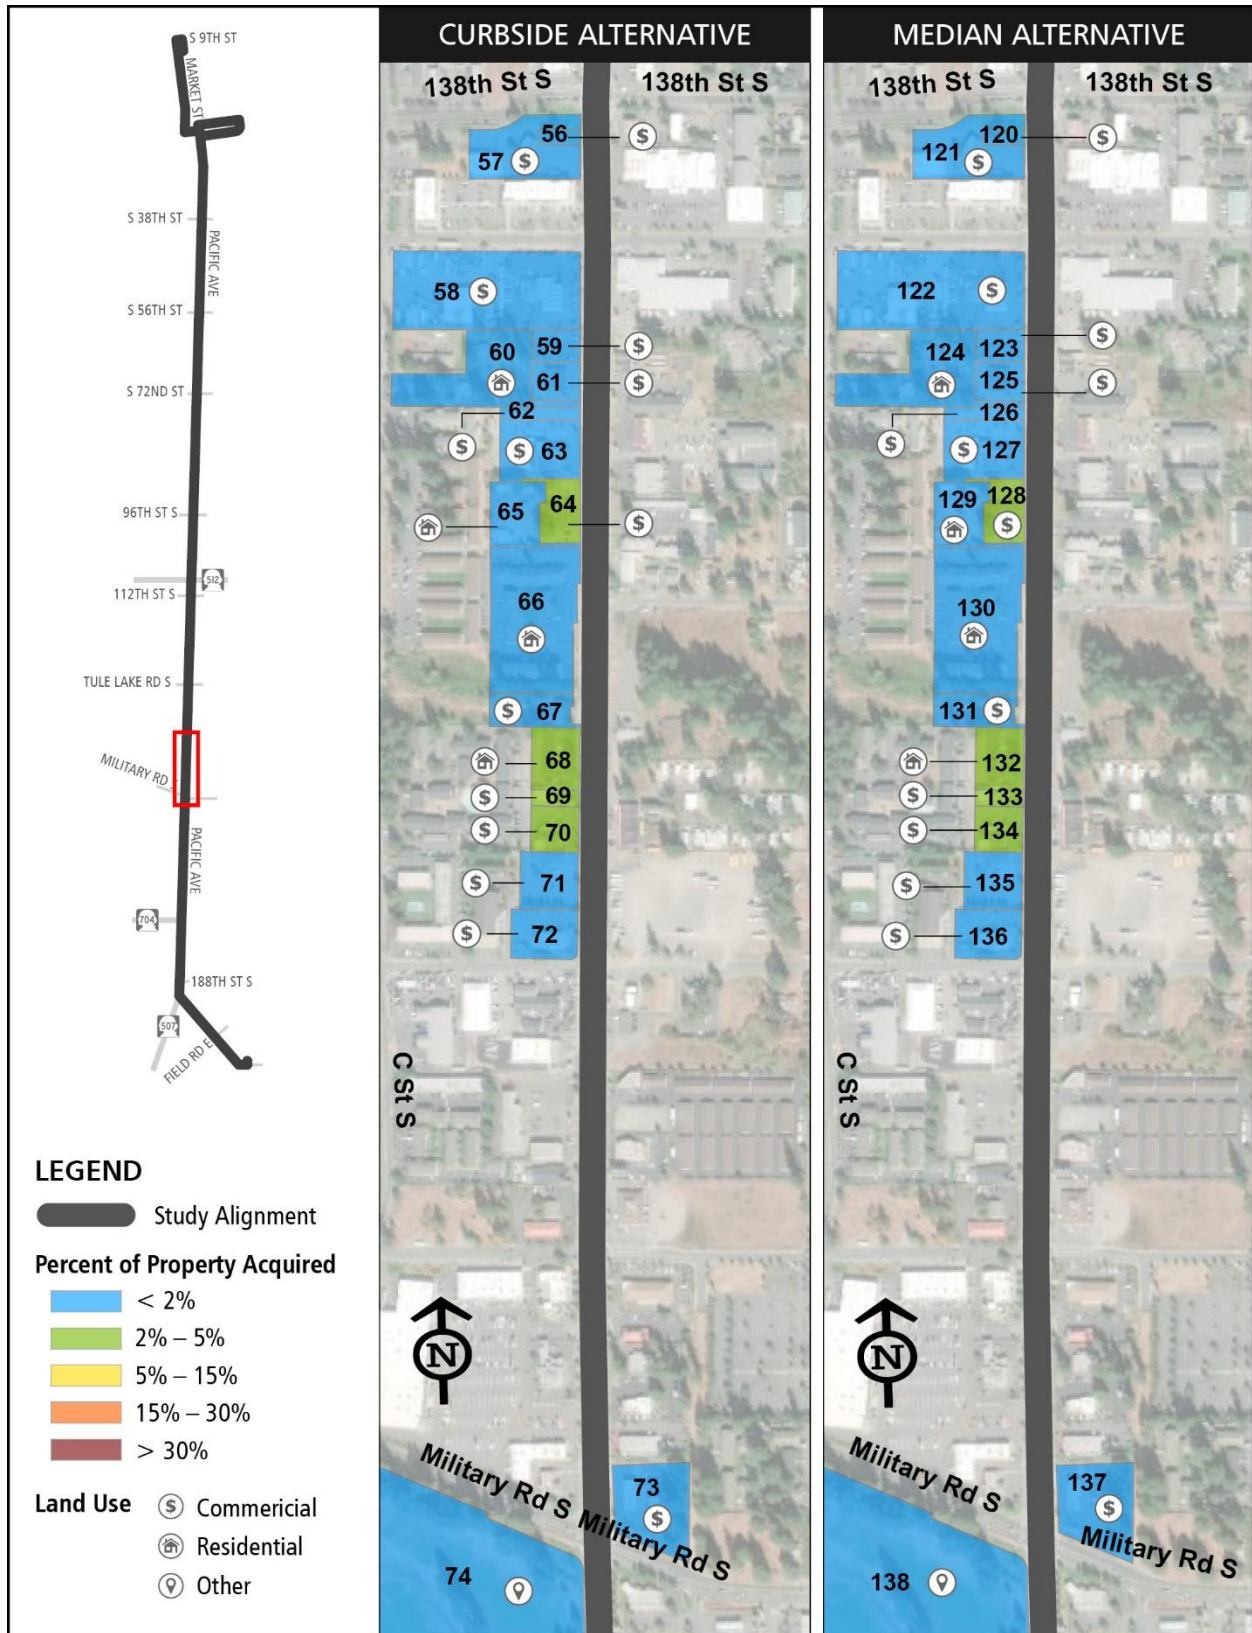 S 9TH ST
MARKET ST
S 38TH ST
PACIFIC AVE
S 56TH ST
S 72ND ST
96TH ST S
512
112TH ST S
TULE LAKE RD S
MILITARY RD S
PACIFIC AVE
704
188TH ST S
507
FIELD RD E
LEGEND
Study Alignment
Percent of Property Acquired
< 2%
2% – 5%
5% – 15%
15% – 30%
> 30%
Land Use
$ Commericial
Residential
Other
CURBSIDE ALTERNATIVE
138th St S
138th St S
56
$
57 $
58 $
59 $
60
61 $
62
$
63 $
64 $
65
66
67 $
68
69 $
70 $
71 $
72 $
C St S
N
Military Rd S
Military Rd S
73
$
74
MEDIAN ALTERNATIVE
138th St S
138th St S
120
$
121 $
122 $
123 $
124
125 $
126
$
127 $
128
$
129
130
131 $
132
133 $
134 $
135 $
136 $
C St S
N
Military Rd S
Military Rd S
137
$
138